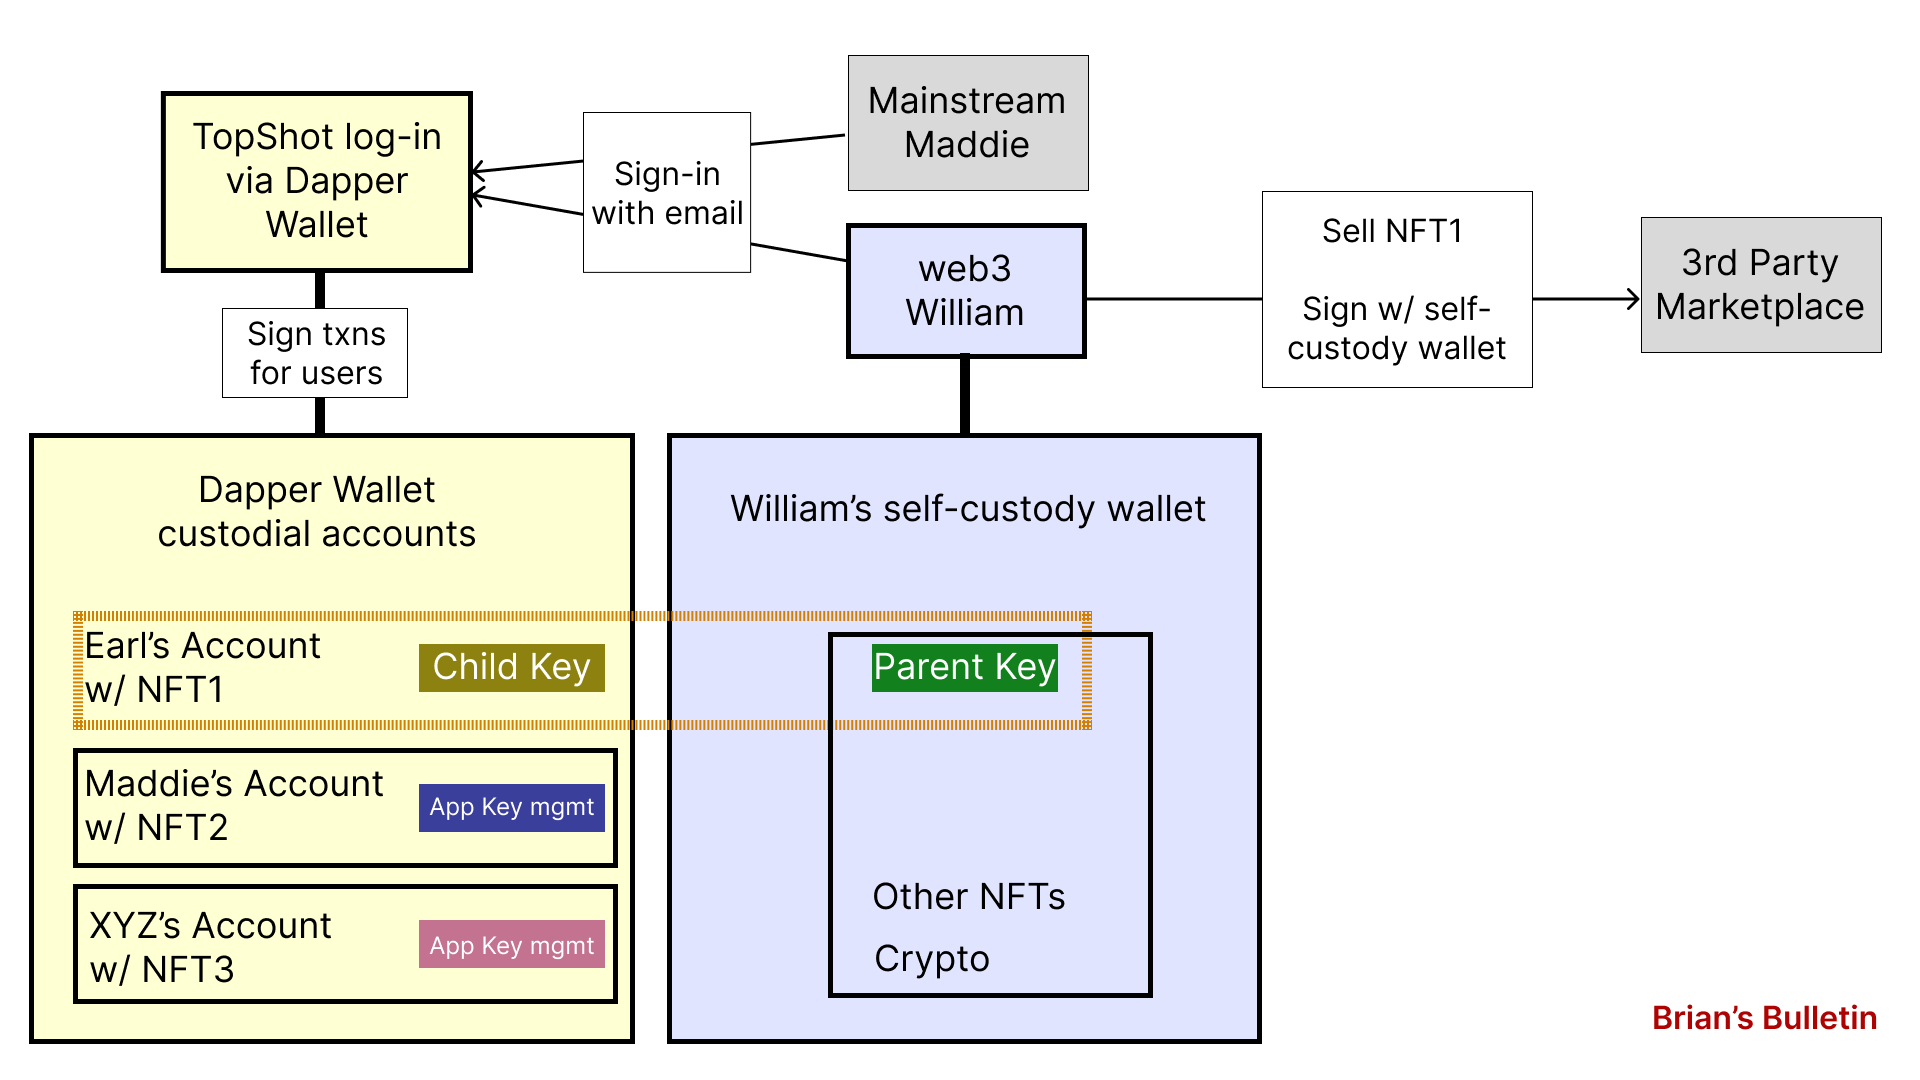 TopShot log-in
via Dapper
Wallet
Sign-in
with email
Mainstream
Maddie
web3
William
Sell NFT1
Sign w/ self-
custody wallet
3rd Party
Marketplace
Sign txns
for users
Dapper Wallet
custodial accounts
Earl’s Account
w/ NFT1
Child Key
Maddie’s Account
w/ NFT2
App Key mgmt
XYZ’s Account
w/ NFT3
App Key mgmt
William’s self-custody wallet
Parent Key
Other NFTs
Crypto
Brian’s Bulletin